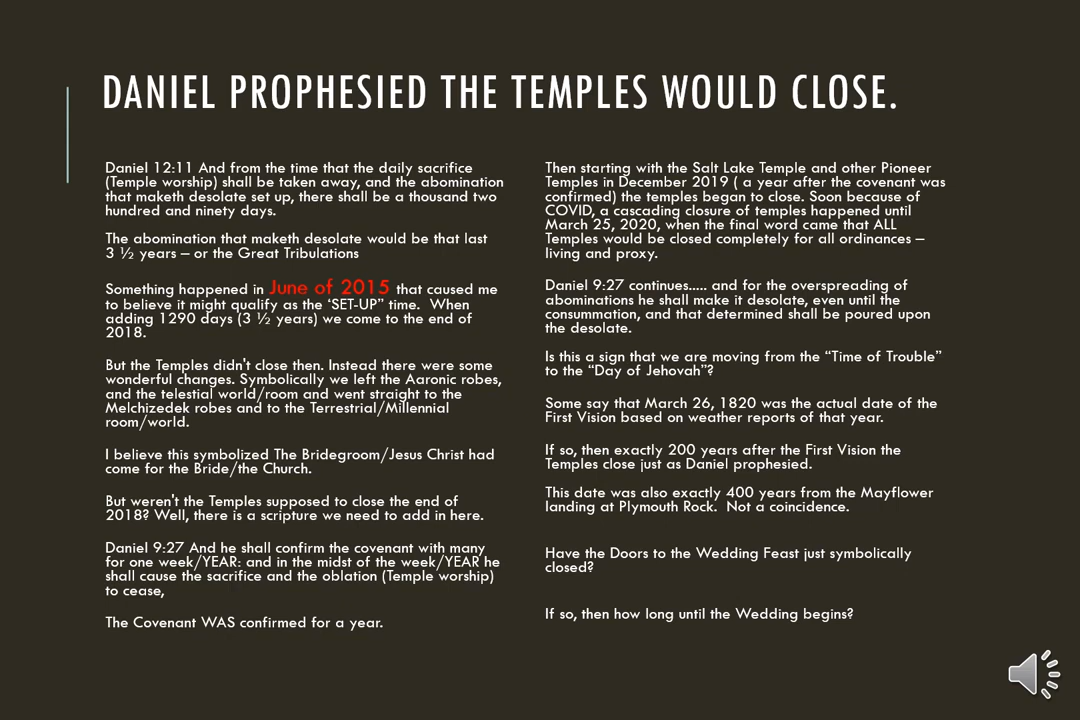 DANIEL PROPHESIED THE TEMPLES WOULD CLOSE.
Daniel 12:11 And from the time that the daily sacrifice
(Temple worship) shall be taken away, and the abomination
that maketh desolate set up, there shall be a thousand two
hundred and ninety days.
The abomination that maketh desolate would be that last
3 ½ years – or the Great Tribulations
Something happened in June of 2015 that caused me
to believe it might qualify as the ‘SET-UP” time. When
adding 1290 days (3 ½ years) we come to the end of
2018.
But the Temples didn't close then. Instead there were some
wonderful changes. Symbolically we left the Aaronic robes,
and the telestial world/room and went straight to the
Melchizedek robes and to the Terrestrial/Millennial
room/world.
I believe this symbolized The Bridegroom/Jesus Christ had
come for the Bride/the Church.
But weren't the Temples supposed to close the end of
2018? Well, there is a scripture we need to add in here.
Daniel 9:27 And he shall confirm the covenant with many
for one week/YEAR: and in the midst of the week/YEAR he
shall cause the sacrifice and the oblation (Temple worship)
to cease,
The Covenant WAS confirmed for a year.
Then starting with the Salt Lake Temple and other Pioneer
Temples in December 2019 ( a year after the covenant was
confirmed) the temples began to close. Soon because of
COVID, a cascading closure of temples happened until
March 25, 2020, when the final word came that ALL
Temples would be closed completely for all ordinances –
living and proxy.
Daniel 9:27 continues..... and for the overspreading of
abominations he shall make it desolate, even until the
consummation, and that determined shall be poured upon
the desolate.
Is this a sign that we are moving from the “Time of Trouble”
to the “Day of Jehovah”?
Some say that March 26, 1820 was the actual date of the
First Vision based on weather reports of that year.
If so, then exactly 200 years after the First Vision the
Temples close just as Daniel prophesied.
This date was also exactly 400 years from the Mayflower
landing at Plymouth Rock. Not a coincidence.
Have the Doors to the Wedding Feast just symbolically
closed?
If so, then how long until the Wedding begins?